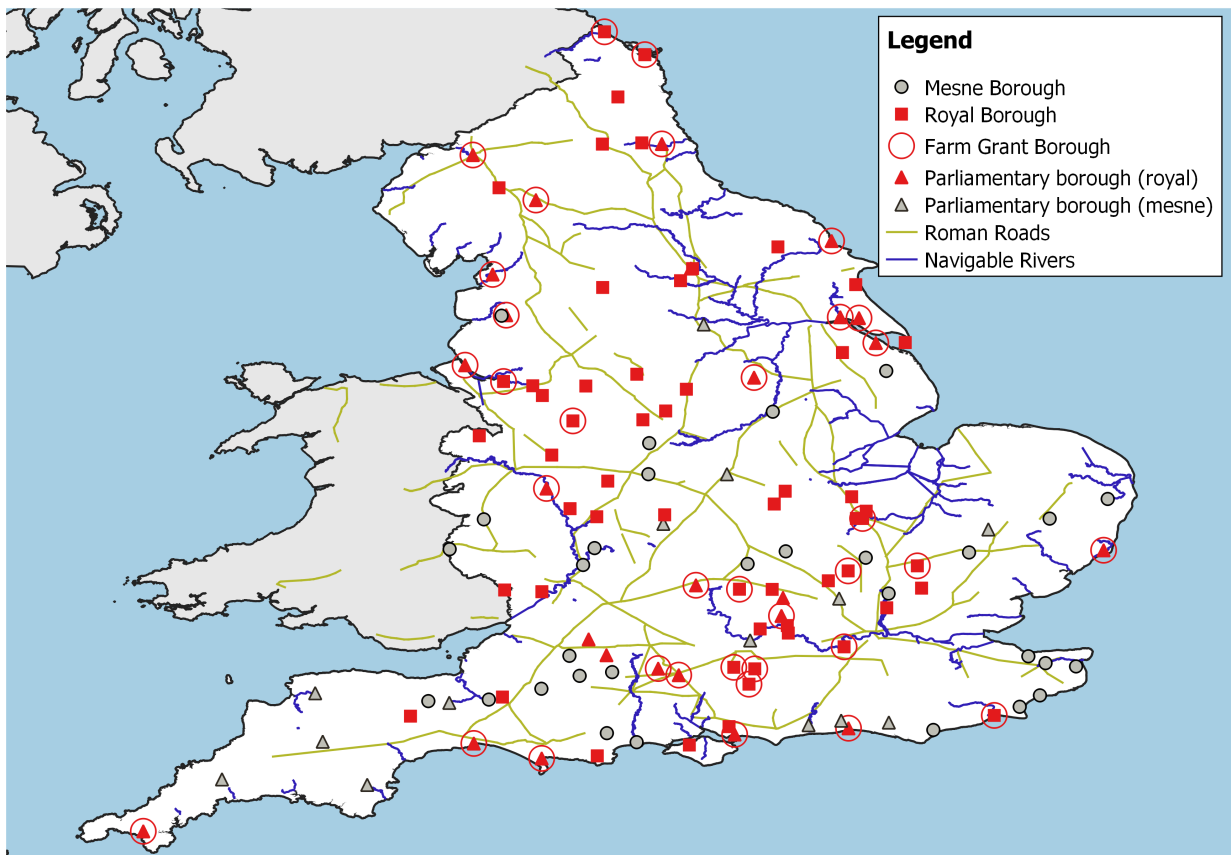 Legend
Mesne Borough
Royal Borough
Farm Grant Borough
Parliamentary borough (royal)
Parliamentary borough (mesne)
Roman Roads
Navigable Rivers